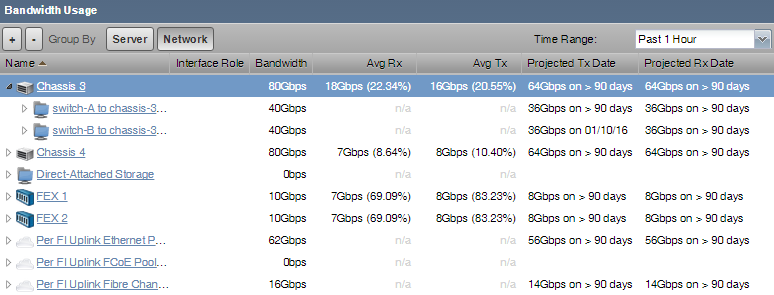 Bandwidth Usage
+ - Group By Server Network Time Range: Past 1 Hour
Name Interface Role Bandwidth Avg Rx Avg Tx Projected Tx Date Projected Rx Date
Chassis 3 80Gbps 18Gbps (22.34%) 16Gbps (20.55%) 64Gbps on > 90 days 64Gbps on > 90 days
switch-A to chassis-3... 40Gbps n/a n/a 36Gbps on > 90 days 36Gbps on > 90 days
switch-B to chassis-3... 40Gbps n/a n/a 36Gbps on 01/10/16 36Gbps on > 90 days
Chassis 4 80Gbps 7Gbps (8.64%) 8Gbps (10.40%) 64Gbps on > 90 days 64Gbps on > 90 days
Direct-Attached Storage 0bps n/a n/a
FEX 1 10Gbps 7Gbps (69.09%) 8Gbps (83.23%) 8Gbps on > 90 days 8Gbps on > 90 days
FEX 2 10Gbps 7Gbps (69.09%) 8Gbps (83.23%) 8Gbps on > 90 days 8Gbps on > 90 days
Per FI Uplink Ethernet P... 62Gbps n/a n/a 56Gbps on > 90 days 56Gbps on > 90 days
Per FI Uplink FCoE Pool... 0bps n/a n/a
Per FI Uplink Fibre Chan... 16Gbps n/a n/a 14Gbps on > 90 days 14Gbps on > 90 days